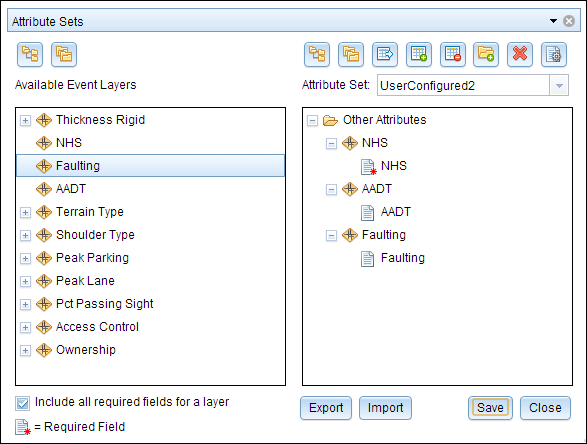 Attribute Sets
Available Event Layers
Attribute Set: UserConfigured2
Thickness Rigid
NHS
Faulting
AADT
Terrain Type
Shoulder Type
Peak Parking
Peak Lane
Pct Passing Sight
Access Control
Ownership
Other Attributes
NHS
NHS
AADT
AADT
Faulting
Faulting
Include all required fields for a layer
= Required Field
Export
Import
Save
Close